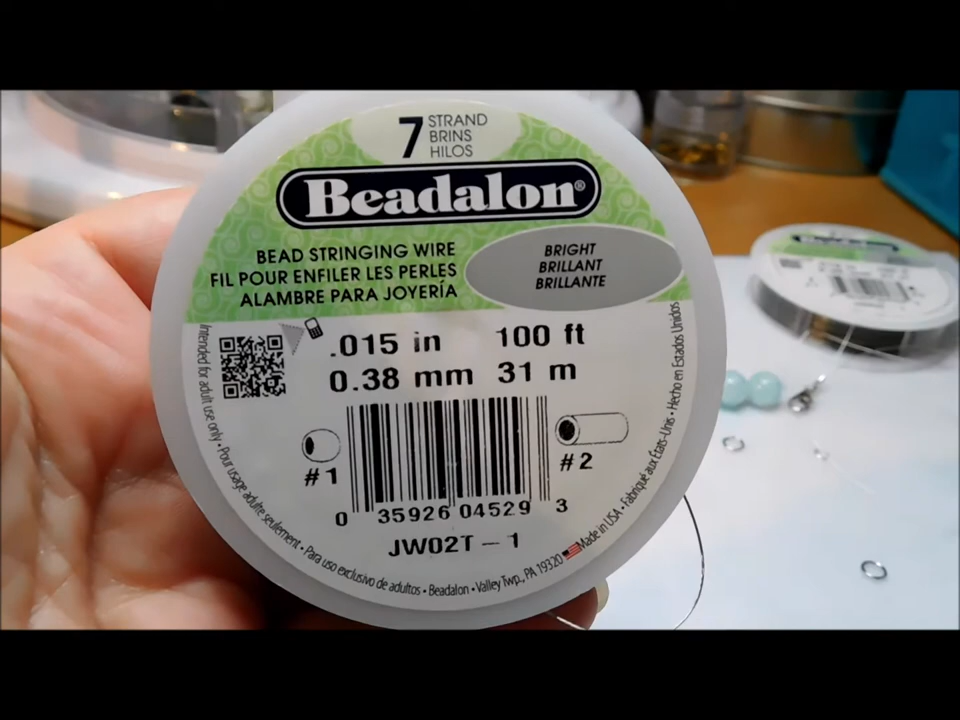 7 STRAND
BRINS
HILOS
Beadalon®
BEAD STRINGING WIRE
FIL POUR ENFILER LES PERLES
ALAMBRE PARA JOYERÍA
BRIGHT
BRILLANT
BRILLANTE
.015 in 100 ft
0.38 mm 31 m
#1
#2
0 35926 04529 3
JW02T-1
Intended for adult use only • Pour usage adulte seulement • Para uso exclusivo de adultos • Beadalon • Valley Twp., PA 19320 Made in USA • Fabriqué aux États-Unis • Hecho en Estados Unidos